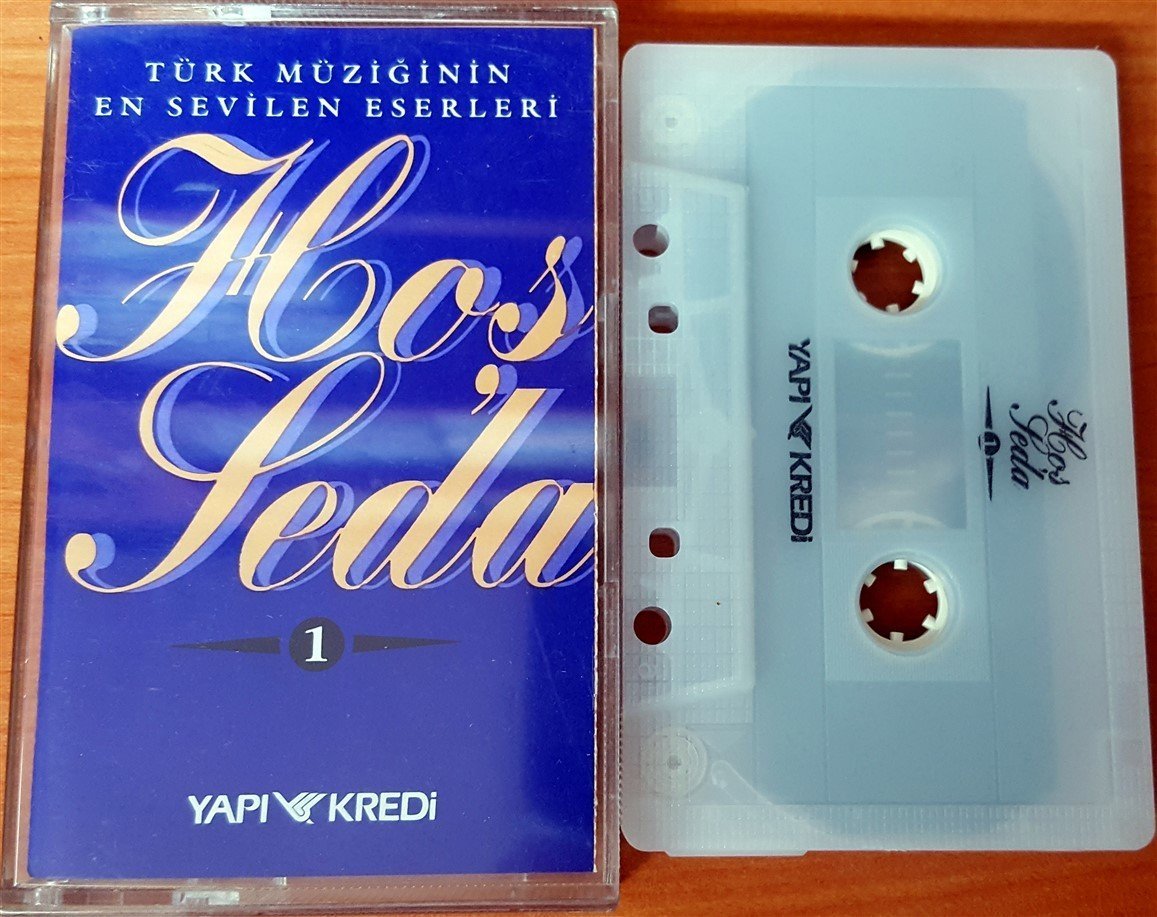 TÜRK MÜZİĞİNİN
EN SEVİLEN ESERLERİ
Hoş
Seda
1
YAPI KREDİ
Hoş
Seda
1
YAPI KREDİ